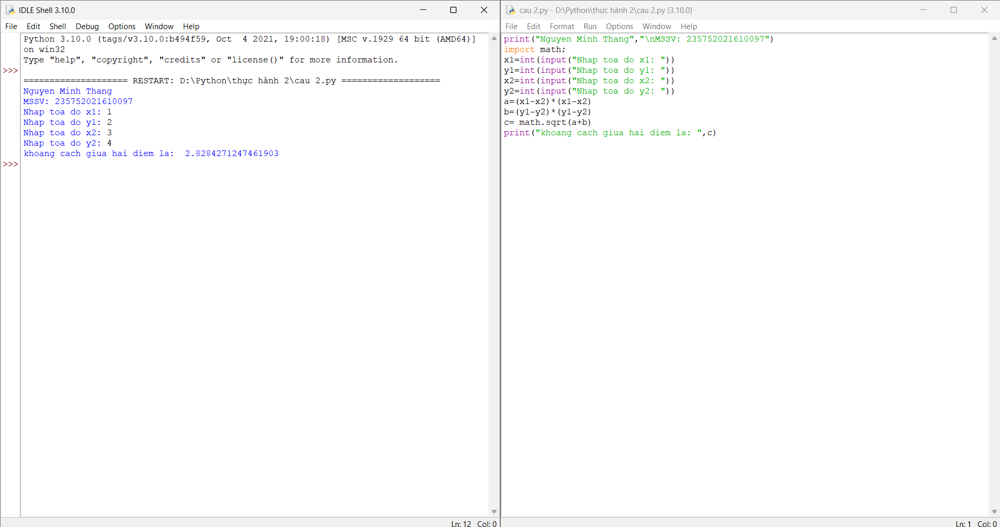 IDLE Shell 3.10.0
File Edit Shell Debug Options Window Help
Python 3.10.0 (tags/v3.10.0:b494f59, Oct  4 2021, 19:00:18) [MSC v.1929 64 bit (AMD64)]
on win32
Type "help", "copyright", "credits" or "license()" for more information.
>>>
==================== RESTART: D:\Python\thực hành 2\cau 2.py ===================
Nguyen Minh Thang
MSSV: 235752021610097
Nhap toa do x1: 1
Nhap toa do y1: 2
Nhap toa do x2: 3
Nhap toa do y2: 4
khoang cach giua hai diem la:  2.8284271247461903
>>>
Ln: 12 Col: 0
cau 2.py - D:\Python\thực hành 2\cau 2.py (3.10.0)
File Edit Format Run Options Window Help
print("Nguyen Minh Thang","\nMSSV: 235752021610097")
import math;
x1=int(input("Nhap toa do x1: "))
y1=int(input("Nhap toa do y1: "))
x2=int(input("Nhap toa do x2: "))
y2=int(input("Nhap toa do y2: "))
a=(x1-x2)*(x1-x2)
b=(y1-y2)*(y1-y2)
c= math.sqrt(a+b)
print("khoang cach giua hai diem la: ",c)
Ln: 1 Col: 0